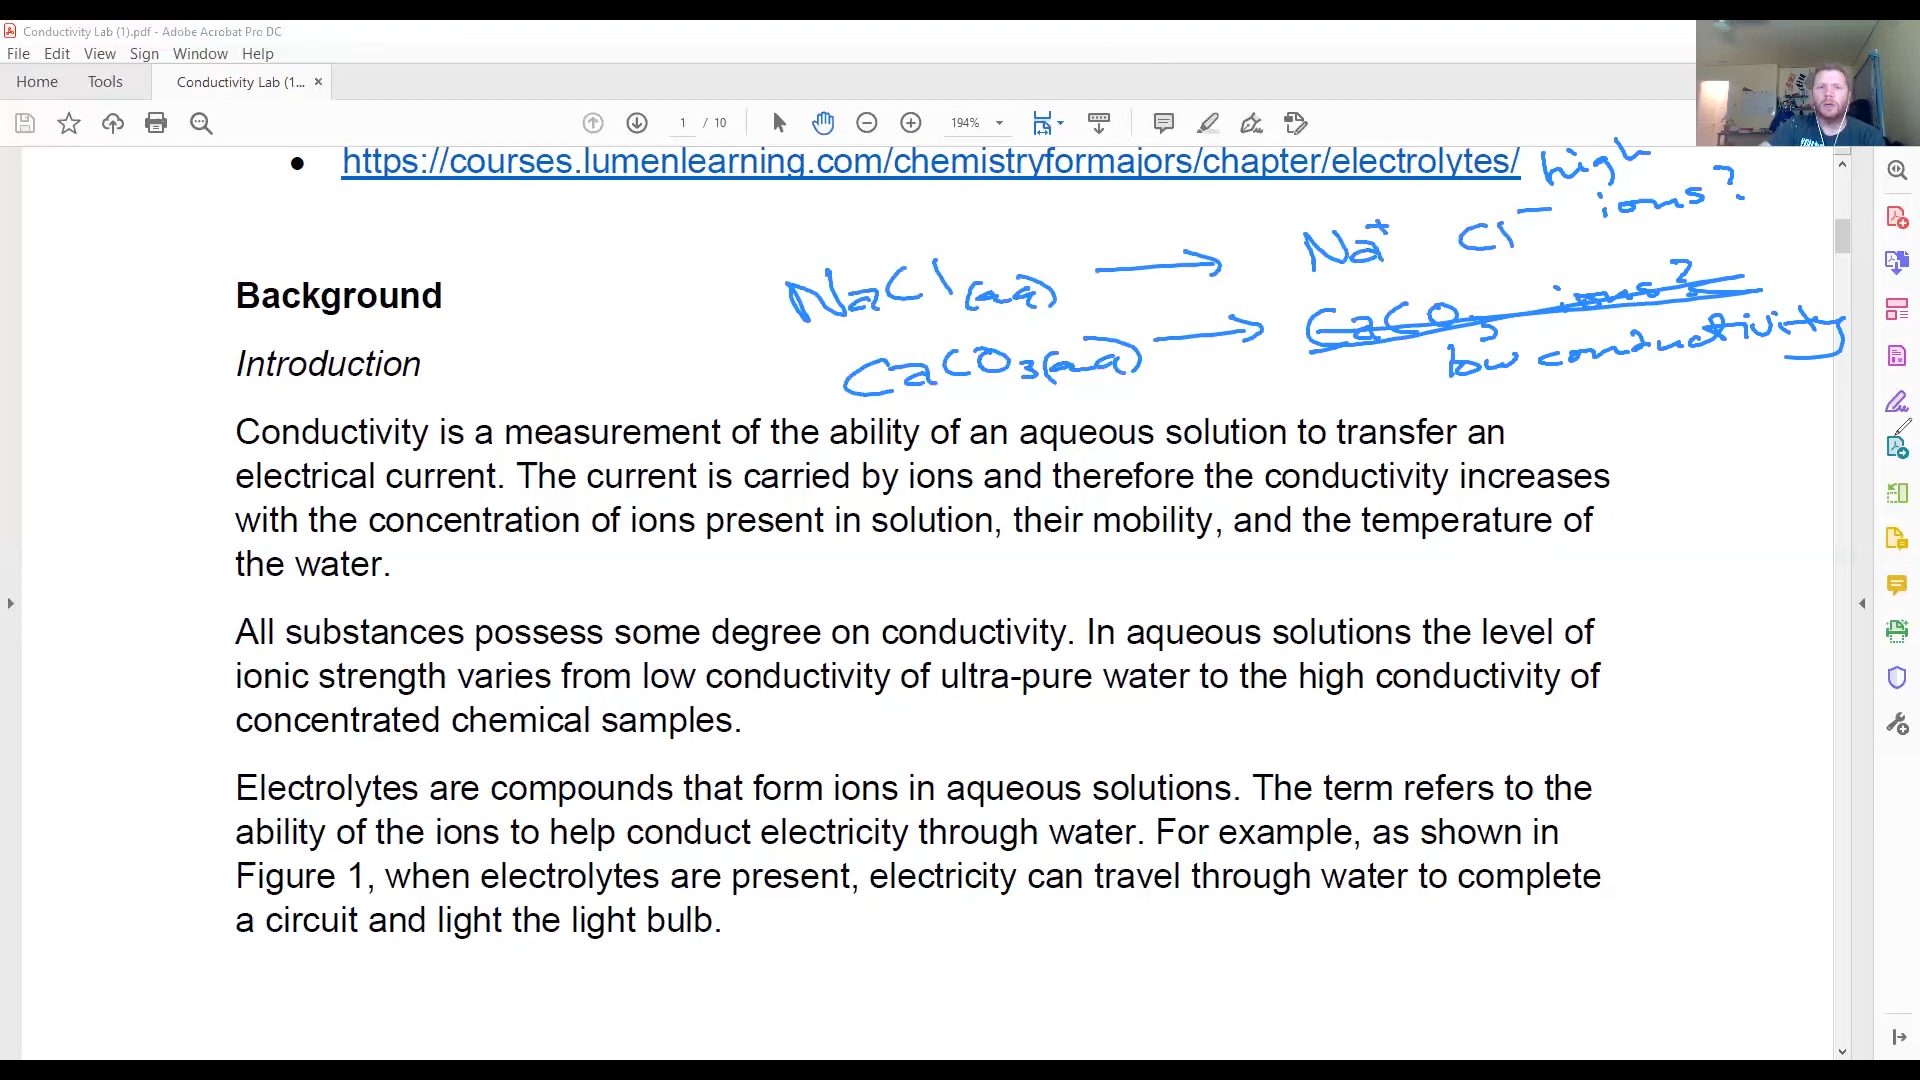 Conductivity Lab (1).pdf - Adobe Acrobat Pro DC
File Edit View Sign Window Help
Home Tools Conductivity Lab (1... ×
1 / 10 194%
• https://courses.lumenlearning.com/chemistryformajors/chapter/electrolytes/
high
ions?
NaCl(aq) → Na+ Cl−
CaCO3(aq) → CaCO3 ions?
low conductivity
Background
Introduction
Conductivity is a measurement of the ability of an aqueous solution to transfer an
electrical current. The current is carried by ions and therefore the conductivity increases
with the concentration of ions present in solution, their mobility, and the temperature of
the water.
All substances possess some degree on conductivity. In aqueous solutions the level of
ionic strength varies from low conductivity of ultra-pure water to the high conductivity of
concentrated chemical samples.
Electrolytes are compounds that form ions in aqueous solutions. The term refers to the
ability of the ions to help conduct electricity through water. For example, as shown in
Figure 1, when electrolytes are present, electricity can travel through water to complete
a circuit and light the light bulb.